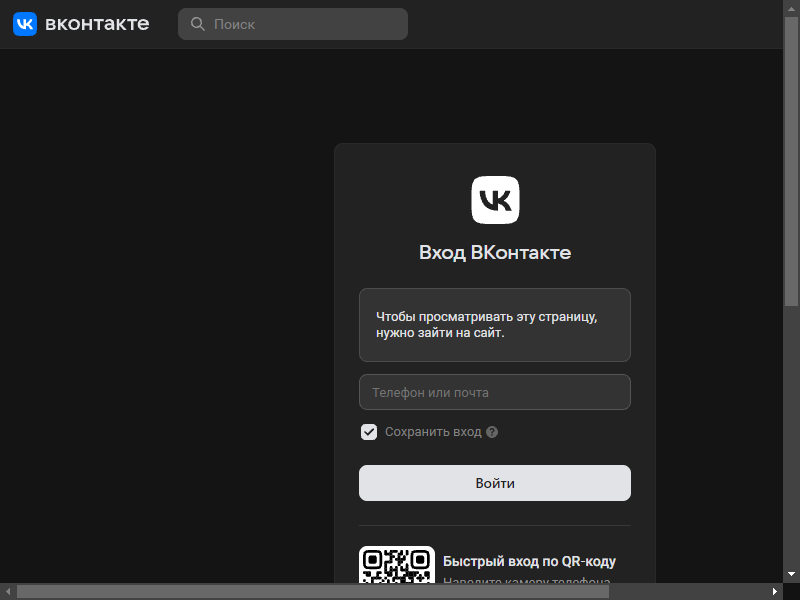 вконтакте
Поиск
Вход ВКонтакте
Чтобы просматривать эту страницу,
нужно зайти на сайт.
Телефон или почта
Сохранить вход
Войти
Быстрый вход по QR-коду
Наведите камеру телефона